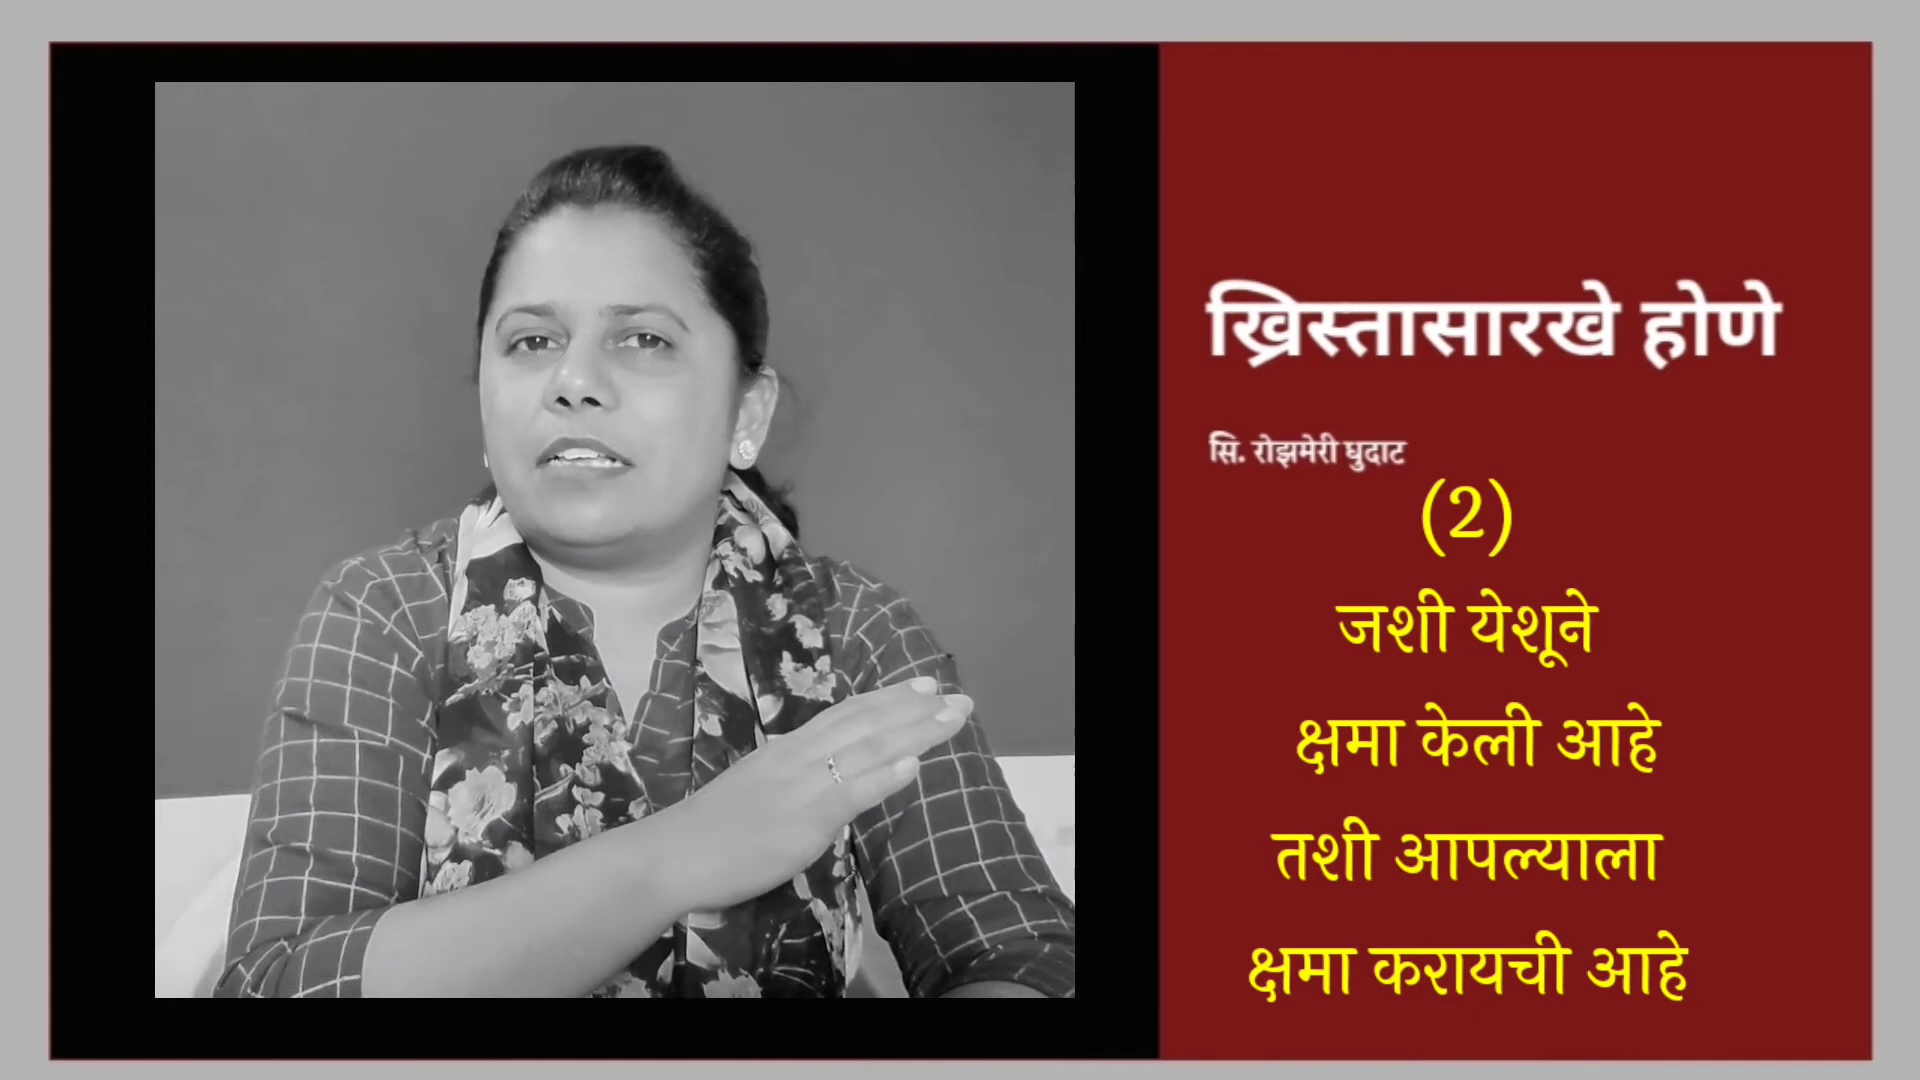 ख्रिस्तासारखे होणे
सि. रोझमेरी घुदाट
(2)
जशी येशूने
क्षमा केली आहे
तशी आपल्याला
क्षमा करायची आहे